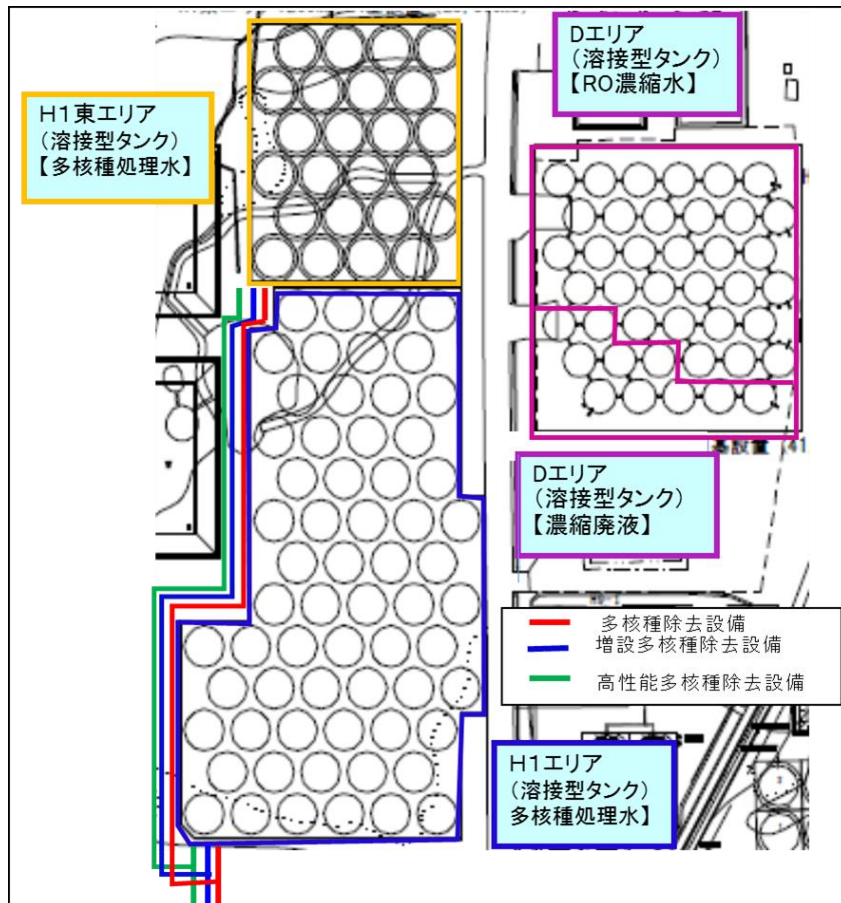 Dエリア
(溶接型タンク)
【RO濃縮水】
H1東エリア
(溶接型タンク)
【多核種処理水】
Dエリア
(溶接型タンク)
【濃縮廃液】
多核種除去設備
増設多核種除去設備
高性能多核種除去設備
H1エリア
(溶接型タンク)
多核種処理水】